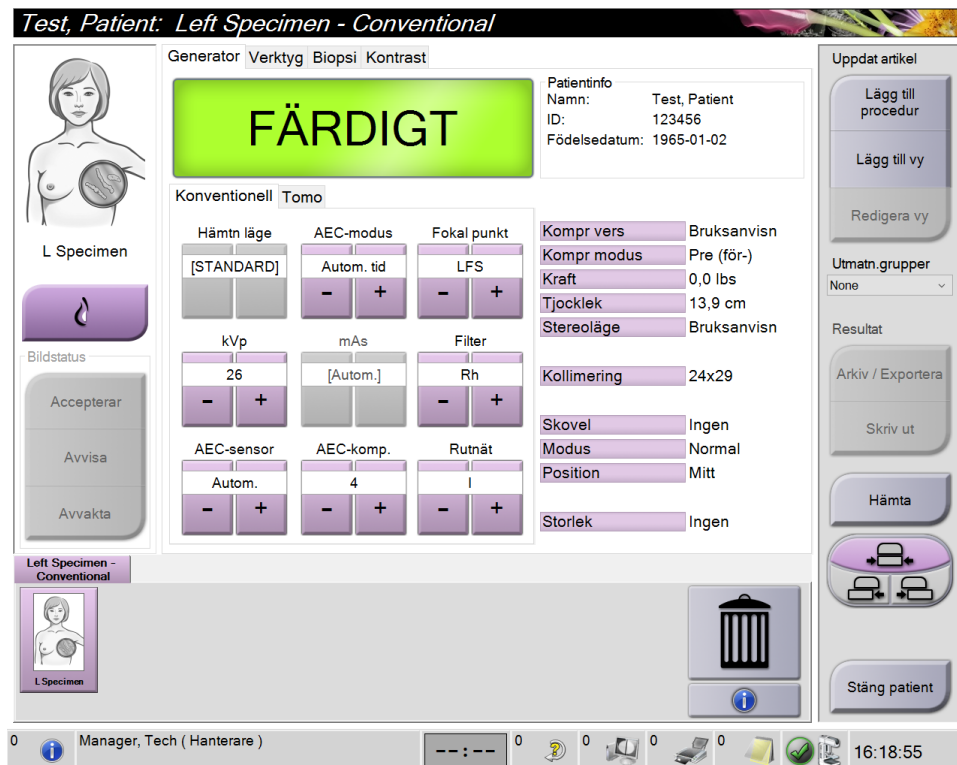 Test, Patient: Left Specimen - Conventional
Generator Verktyg Biopsi Kontrast
FÄRDIGT
Patientinfo
Namn: Test, Patient
ID: 123456
Födelsedatum: 1965-01-02
L Specimen
Bildstatus
Accepterar
Avvisa
Avvakta
Konventionell Tomo
Hämtn läge AEC-modus Fokal punkt
[STANDARD] Autom. tid LFS
- + - +
kVp mAs Filter
26 [Autom.] Rh
- + - +
AEC-sensor AEC-komp. Rutnät
Autom. 4 I
- + - + - +
Kompr vers Bruksanvisn
Kompr modus Pre (för-)
Kraft 0,0 lbs
Tjocklek 13,9 cm
Stereoläge Bruksanvisn
Kollimering 24x29
Skovel Ingen
Modus Normal
Position Mitt
Storlek Ingen
Uppdat artikel
Lägg till
procedur
Lägg till vy
Redigera vy
Utmatn.grupper
None
Resultat
Arkiv / Exportera
Skriv ut
Hämta
Stäng patient
Left Specimen -
Conventional
L Specimen
0 Manager, Tech ( Hanterare ) --:-- 0 0 0 0 16:18:55